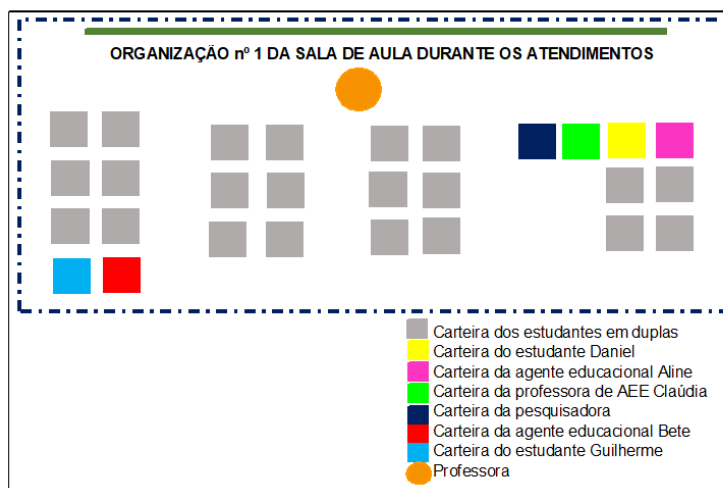 ORGANIZAÇÃO nº 1 DA SALA DE AULA DURANTE OS ATENDIMENTOS
Carteira dos estudantes em duplas
Carteira do estudante Daniel
Carteira da agente educacional Aline
Carteira da professora de AEE Claúdia
Carteira da pesquisadora
Carteira da agente educacional Bete
Carteira do estudante Guilherme
Professora